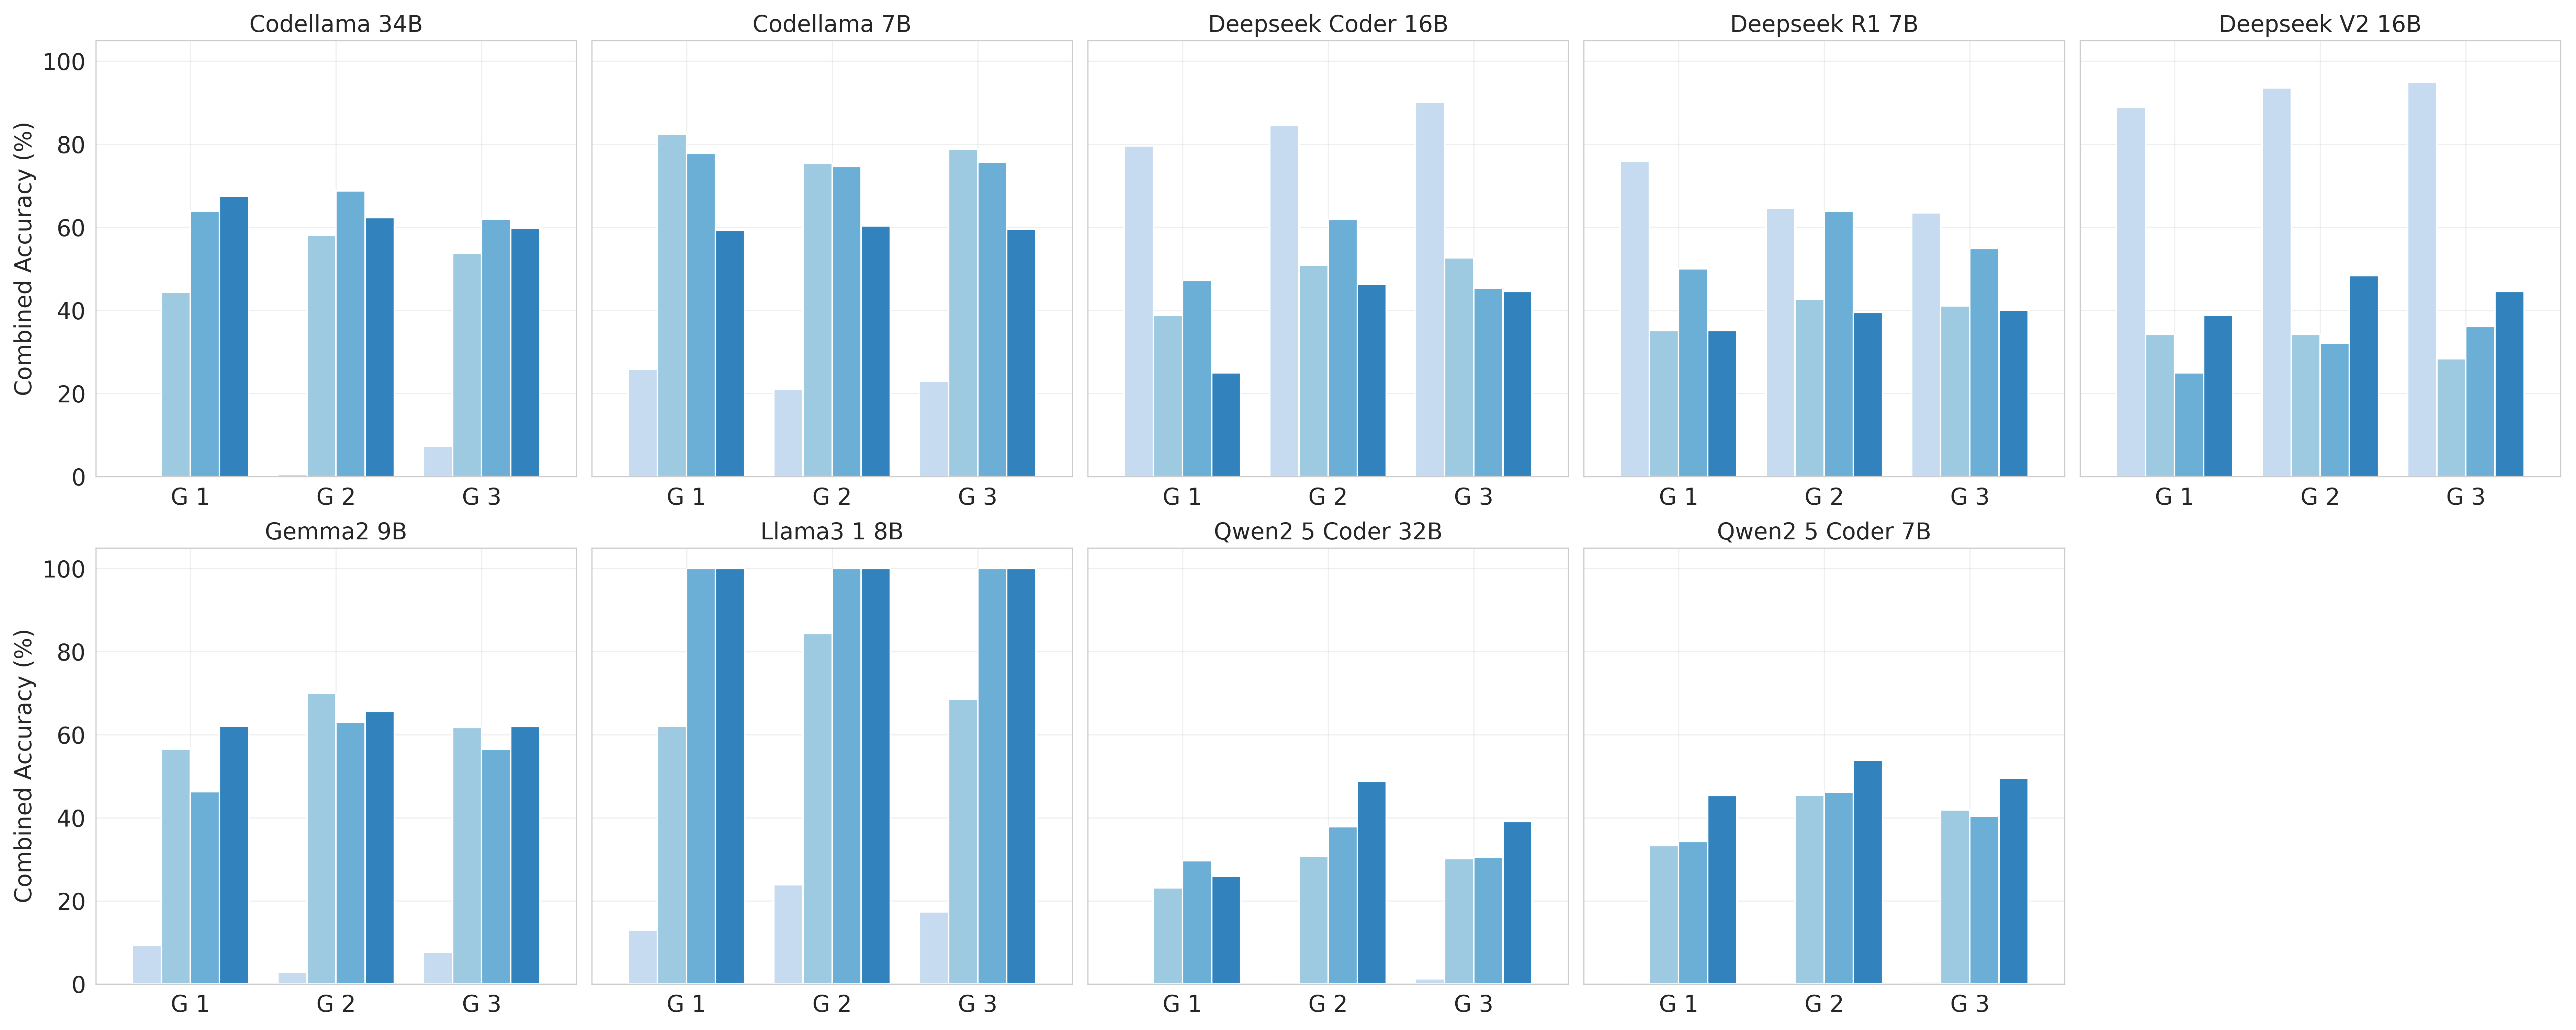 Codellama 34B
Codellama 7B
Deepseek Coder 16B
Deepseek R1 7B
Deepseek V2 16B
Combined Accuracy (%)
100
80
60
40
20
0
G 1 G 2 G 3
G 1 G 2 G 3
G 1 G 2 G 3
G 1 G 2 G 3
G 1 G 2 G 3
Gemma2 9B
Llama3 1 8B
Qwen2 5 Coder 32B
Qwen2 5 Coder 7B
Combined Accuracy (%)
100
80
60
40
20
0
G 1 G 2 G 3
G 1 G 2 G 3
G 1 G 2 G 3
G 1 G 2 G 3